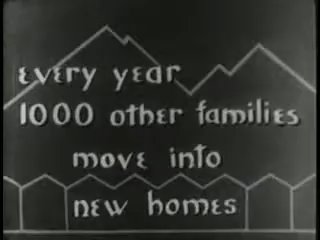 every year
1000 other families
move into
new homes